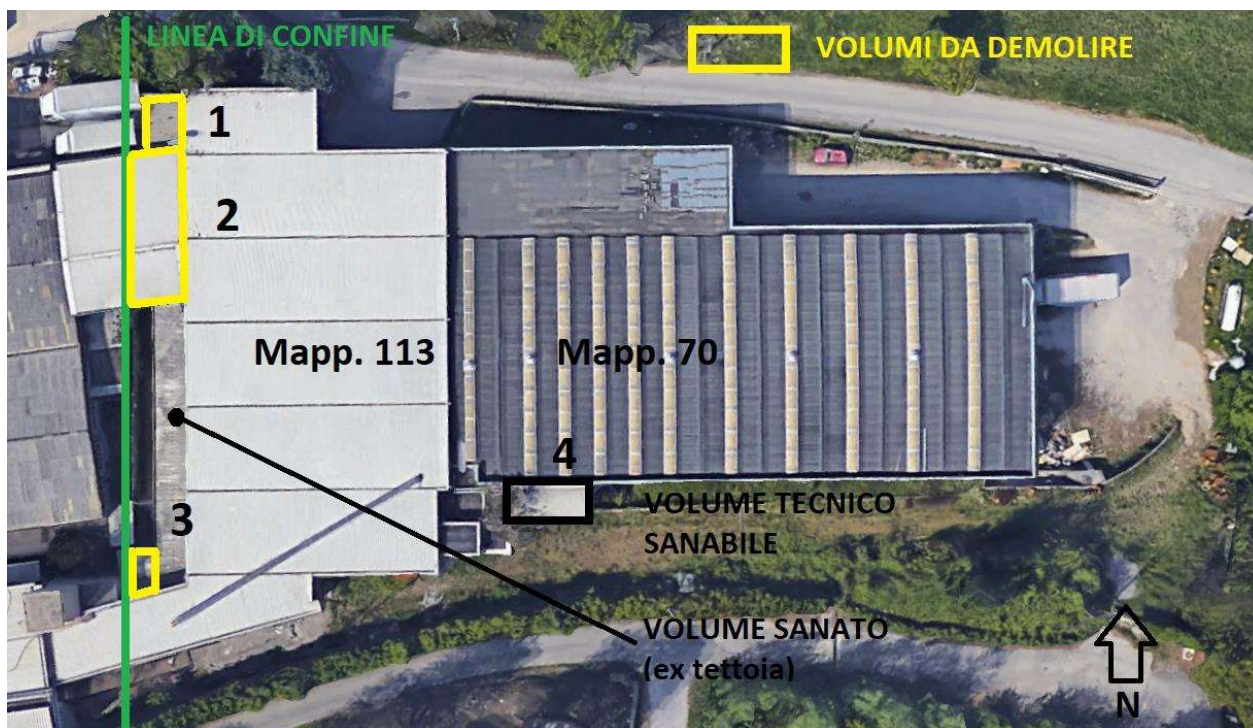 LINEA DI CONFINE
VOLUMI DA DEMOLIRE
1
2
Mapp. 113
Mapp. 70
4
VOLUME TECNICO
SANABILE
3
VOLUME SANATO
(ex tettoia)
N